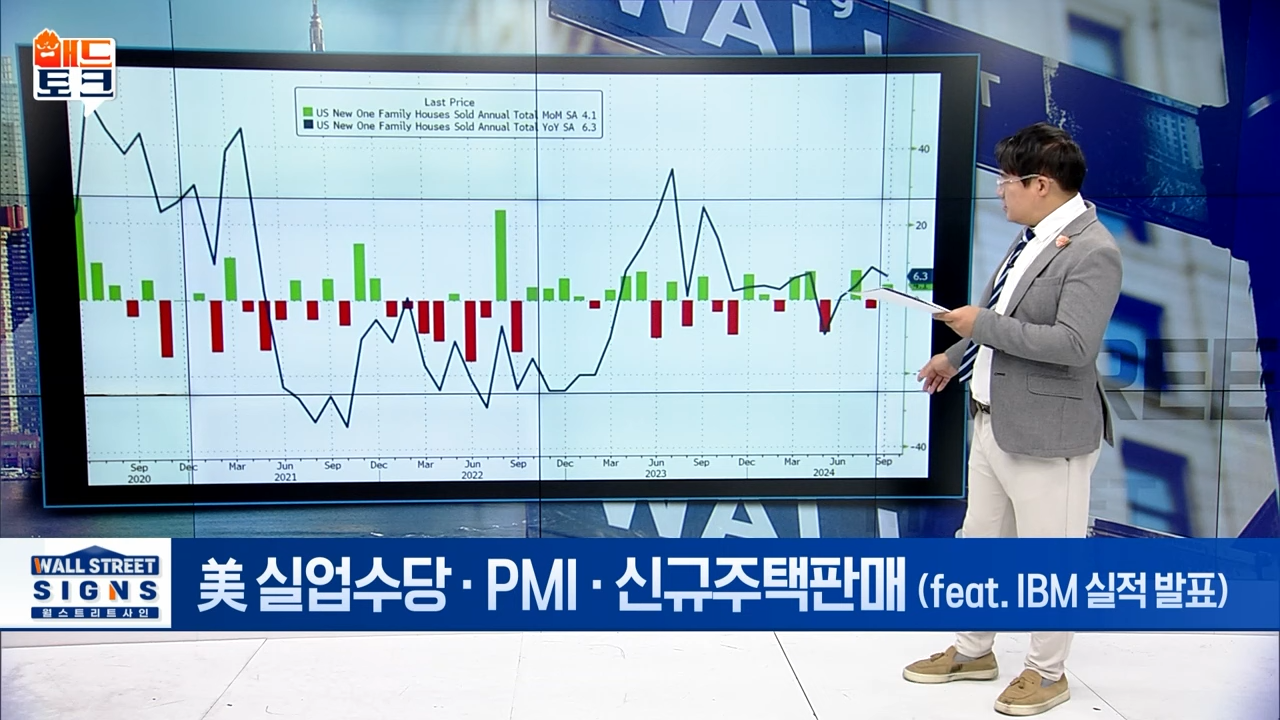 매드
토크
WALL
Last Price
US New One Family Houses Sold Annual Total MoM SA 4.1
US New One Family Houses Sold Annual Total YoY SA 6.3
40
20
6.3
-40
Sep Dec Mar Jun Sep Dec Mar Jun Sep Dec Mar Jun Sep Dec Mar Jun Sep
2020 2021 2022 2023 2024
REE
WALL
WALL STREET
SIGNS
월스트리트사인
美 실업수당·PMI·신규주택판매 (feat. IBM 실적 발표)